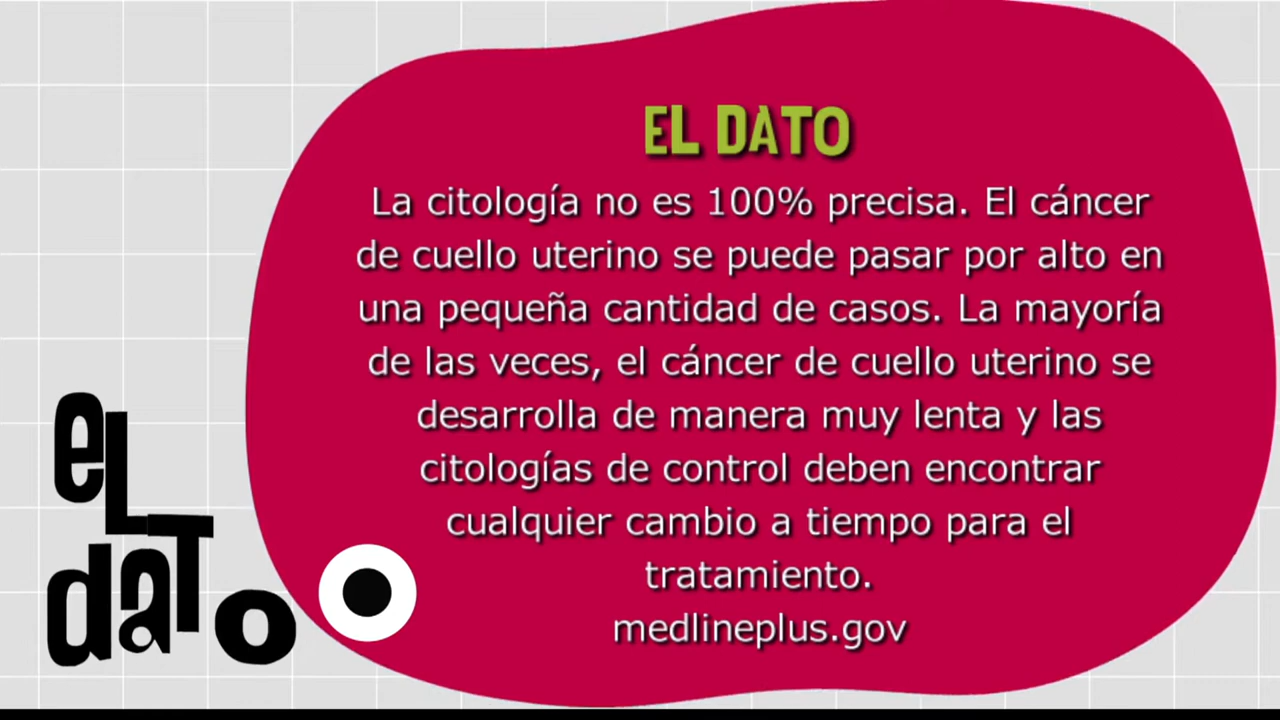 EL DATO
La citología no es 100% precisa. El cáncer
de cuello uterino se puede pasar por alto en
una pequeña cantidad de casos. La mayoría
de las veces, el cáncer de cuello uterino se
desarrolla de manera muy lenta y las
citologías de control deben encontrar
cualquier cambio a tiempo para el
tratamiento.
medlineplus.gov
eL
daTo